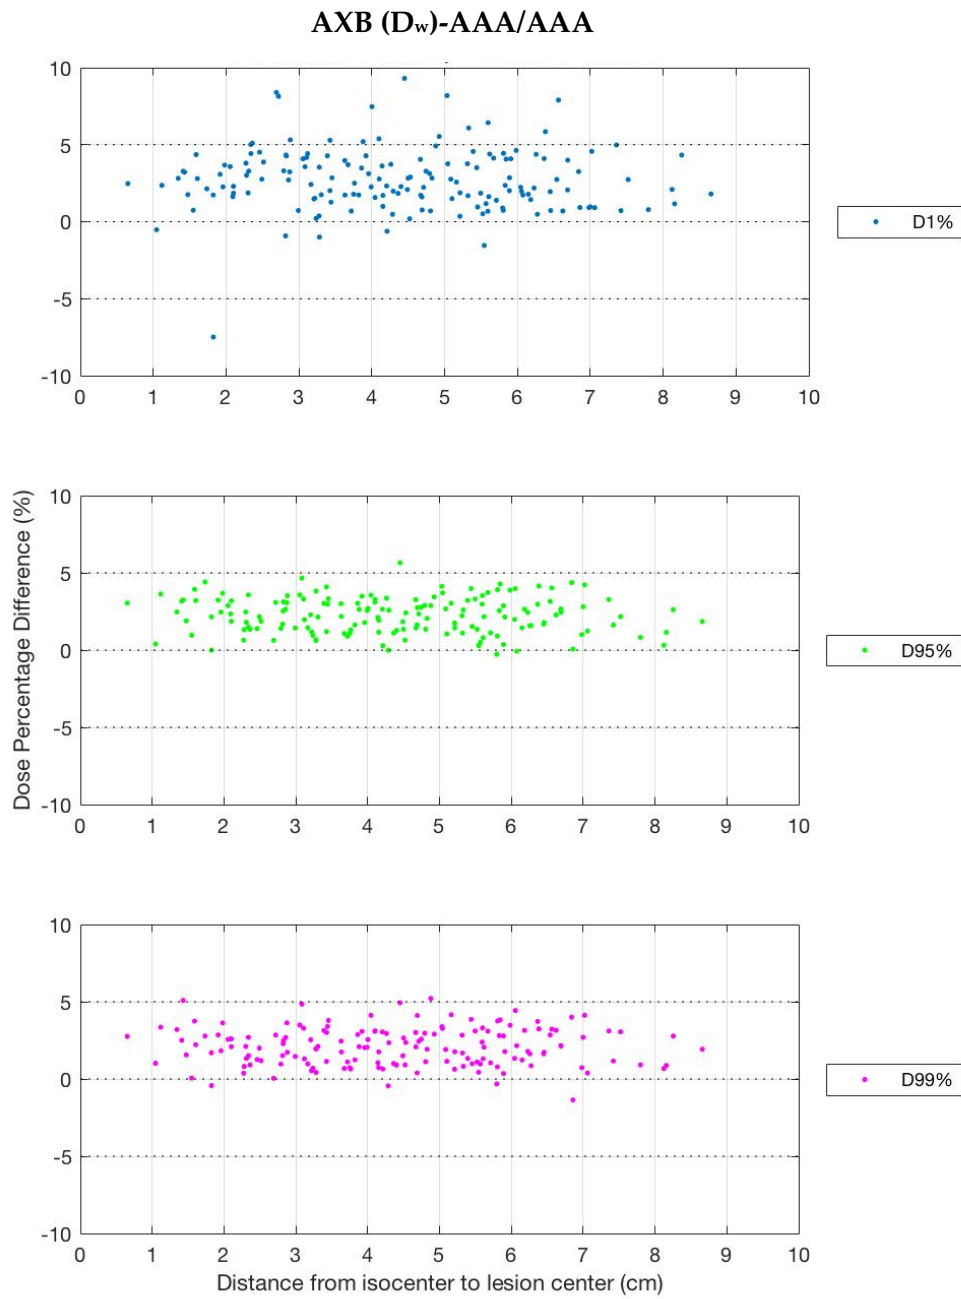 AXB (Dw)-AAA/AAA
10
5
0
-5
-10
0 1 2 3 4 5 6 7 8 9 10
D1%
Dose Percentage Difference (%)
10
5
0
-5
-10
0 1 2 3 4 5 6 7 8 9 10
D95%
10
5
0
-5
-10
0 1 2 3 4 5 6 7 8 9 10
D99%
Distance from isocenter to lesion center (cm)